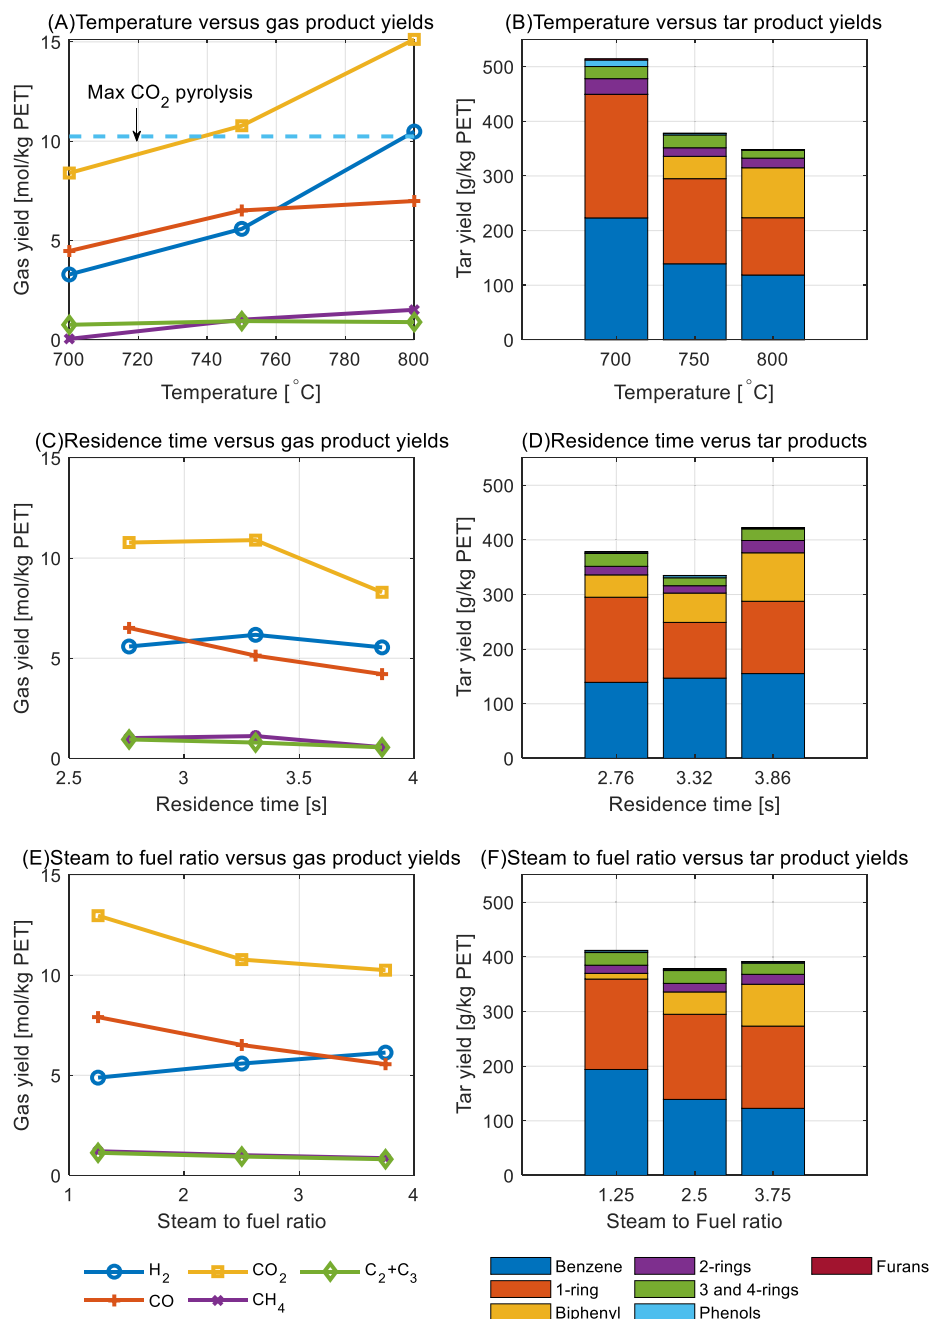 (A)Temperature versus gas product yields
15
10
5
0
700
720
740
760
780
800
Gas yield [mol/kg PET]
Max CO2 pyrolysis
Temperature [°C]
(B)Temperature versus tar product yields
500
400
300
200
100
0
700
750
800
Tar yield [g/kg PET]
Temperature [°C]
(C)Residence time versus gas product yields
15
10
5
0
2.5
3
3.5
4
Gas yield [mol/kg PET]
Residence time [s]
(D)Residence time verus tar products
500
400
300
200
100
0
2.76
3.32
3.86
Tar yield [g/kg PET]
Residence time [s]
(E)Steam to fuel ratio versus gas product yields
15
10
5
0
1
2
3
4
Gas yield [mol/kg PET]
Steam to fuel ratio
(F)Steam to fuel ratio versus tar product yields
500
400
300
200
100
0
1.25
2.5
3.75
Tar yield [g/kg PET]
Steam to Fuel ratio
H2
CO2
C2+C3
CO
CH4
Benzene
2-rings
Furans
1-ring
3 and 4-rings
Biphenyl
Phenols